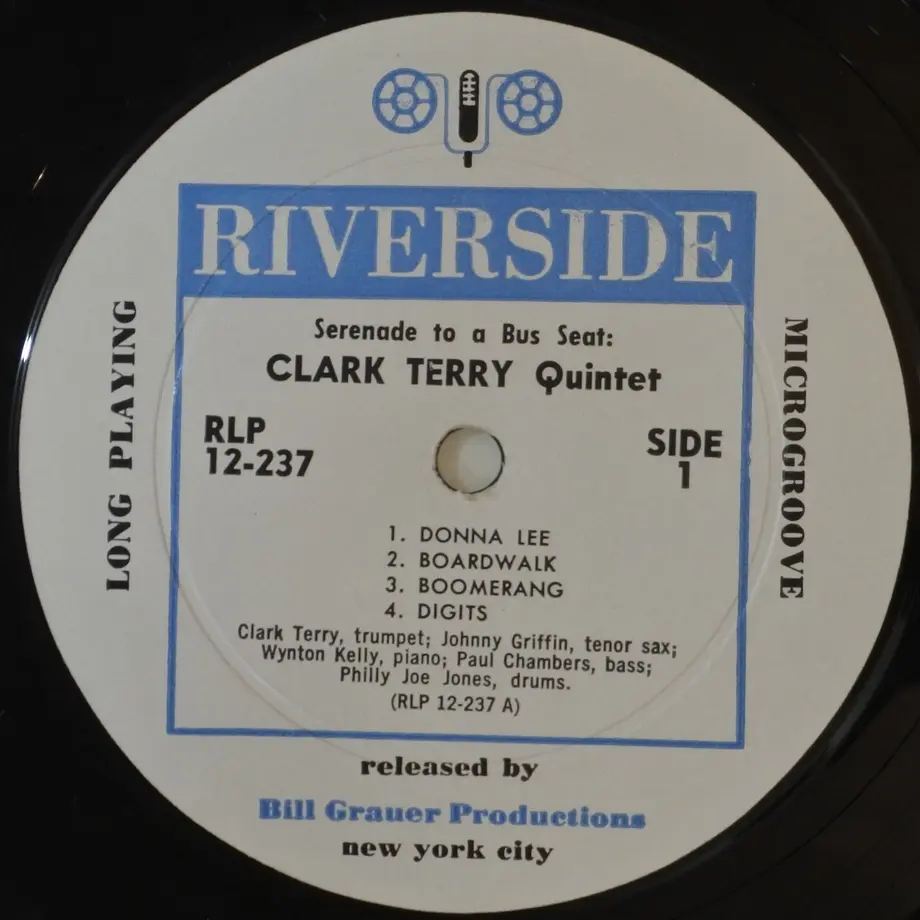 RIVERSIDE
Serenade to a Bus Seat:
CLARK TERRY Quintet
LONG PLAYING
MICROGROOVE
RLP
12-237
SIDE
1
1. DONNA LEE
2. BOARDWALK
3. BOOMERANG
4. DIGITS
Clark Terry, trumpet; Johnny Griffin, tenor sax;
Wynton Kelly, piano; Paul Chambers, bass;
Philly Joe Jones, drums.
(RLP 12-237 A)
released by
Bill Grauer Productions
new york city